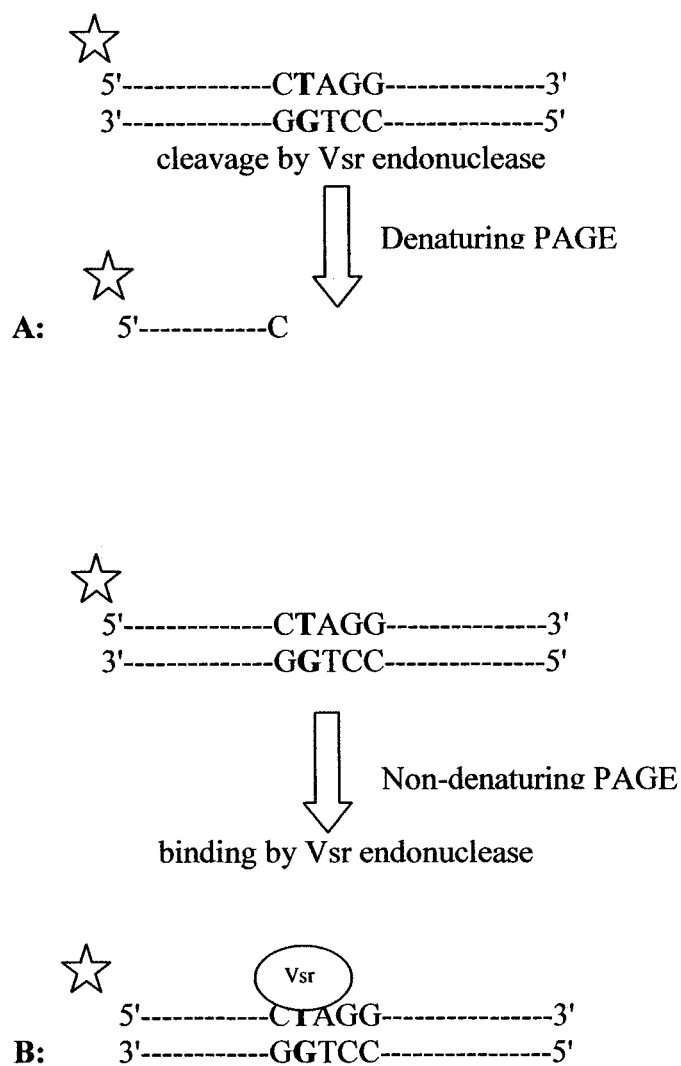 5'---------------CTAGG----------------3'
3'---------------GGTCC----------------5'
cleavage by Vsr endonuclease
Denaturing PAGE
A: 5'-------------C
5'---------------CTAGG----------------3'
3'---------------GGTCC----------------5'
Non-denaturing PAGE
binding by Vsr endonuclease
Vsr
5'---------------CTAGG-----------------3'
B: 3'---------------GGTCC-----------------5'